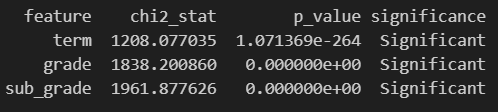 feature chi2_stat p_value significance
term 1208.077035 1.071369e-264 Significant
grade 1838.200860 0.000000e+00 Significant
sub_grade 1961.877626 0.000000e+00 Significant